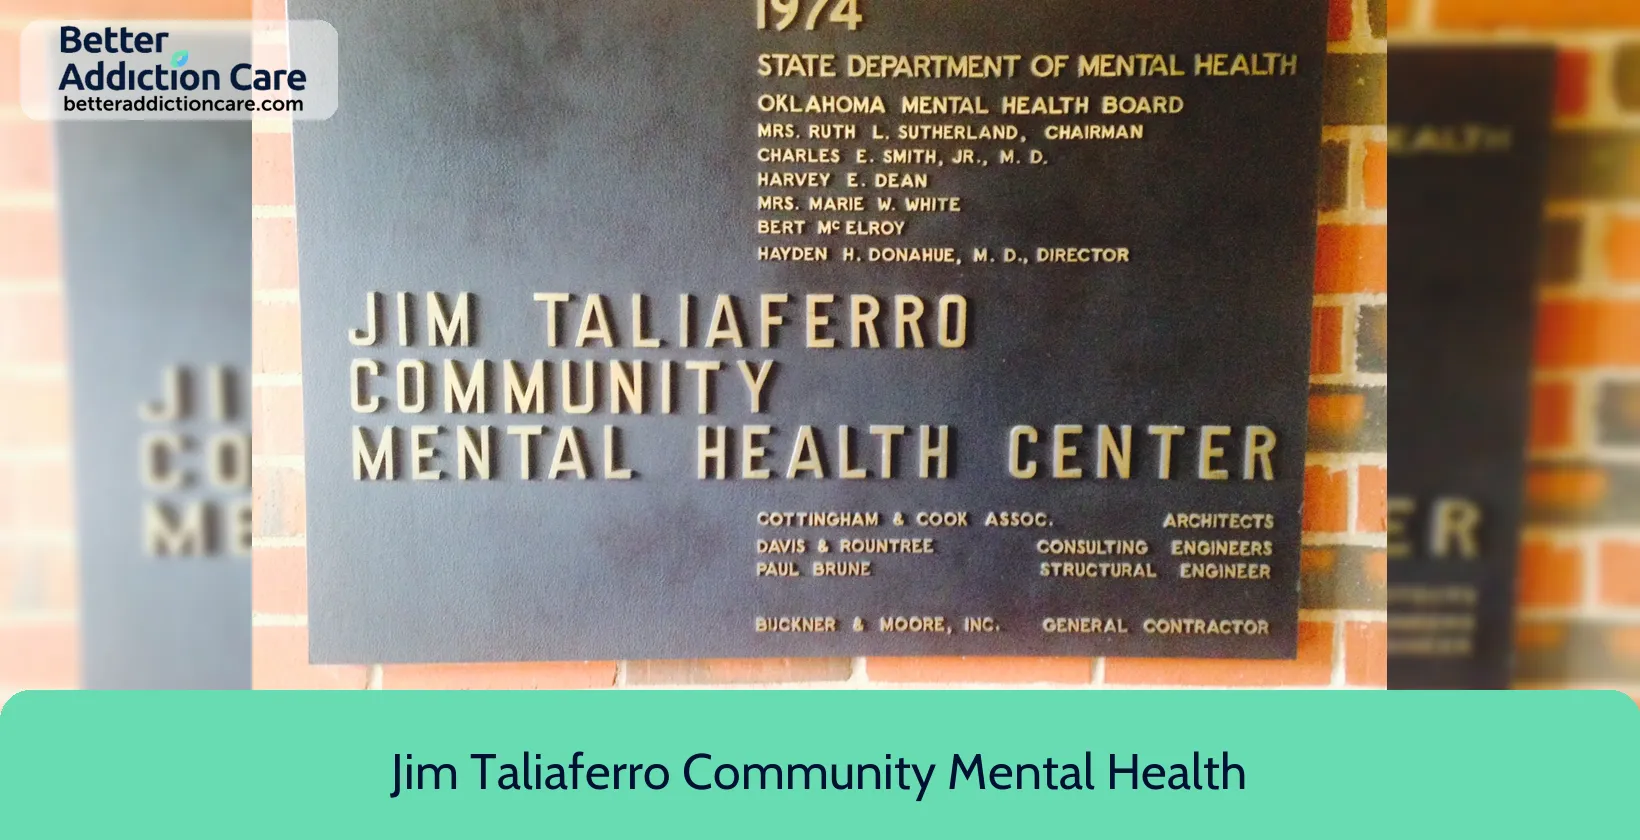 Better
Addiction Care
betteraddictioncare.com
1974
STATE DEPARTMENT OF MENTAL HEALTH
OKLAHOMA MENTAL HEALTH BOARD
MRS. RUTH L. SUTHERLAND, CHAIRMAN
CHARLES E. SMITH, JR., M. D.
HARVEY E. DEAN
MRS. MARIE W. WHITE
BERT Mc ELROY
HAYDEN H. DONAHUE, M. D., DIRECTOR
JIM TALIAFERRO
COMMUNITY
MENTAL HEALTH CENTER
COTTINGHAM & COOK ASSOC. ARCHITECTS
DAVIS & ROUNTREE CONSULTING ENGINEERS
PAUL BRUNE STRUCTURAL ENGINEER
BUCKNER & MOORE, INC. GENERAL CONTRACTOR
Jim Taliaferro Community Mental Health